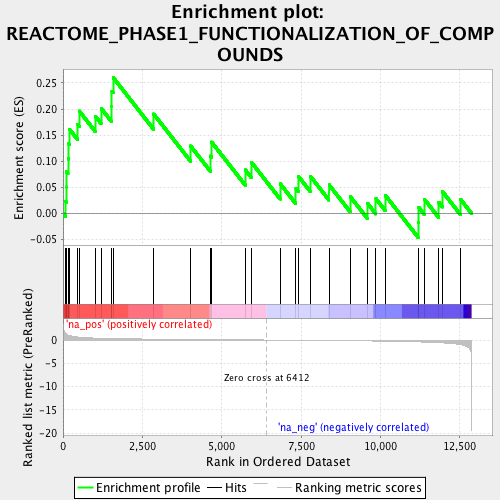 Enrichment plot:
REACTOME_PHASE1_FUNCTIONALIZATION_OF_COMP
OUNDS
Enrichment score (ES)
0.25
0.20
0.15
0.10
0.05
0.00
-0.05
'na_pos' (positively correlated)
Ranked list metric (PreRanked)
0
-5
-10
-15
-20
Zero cross at 6412
'na_neg' (negatively correlated)
0 2,500 5,000 7,500 10,000 12,500
Rank in Ordered Dataset
Enrichment profile Hits Ranking metric scores